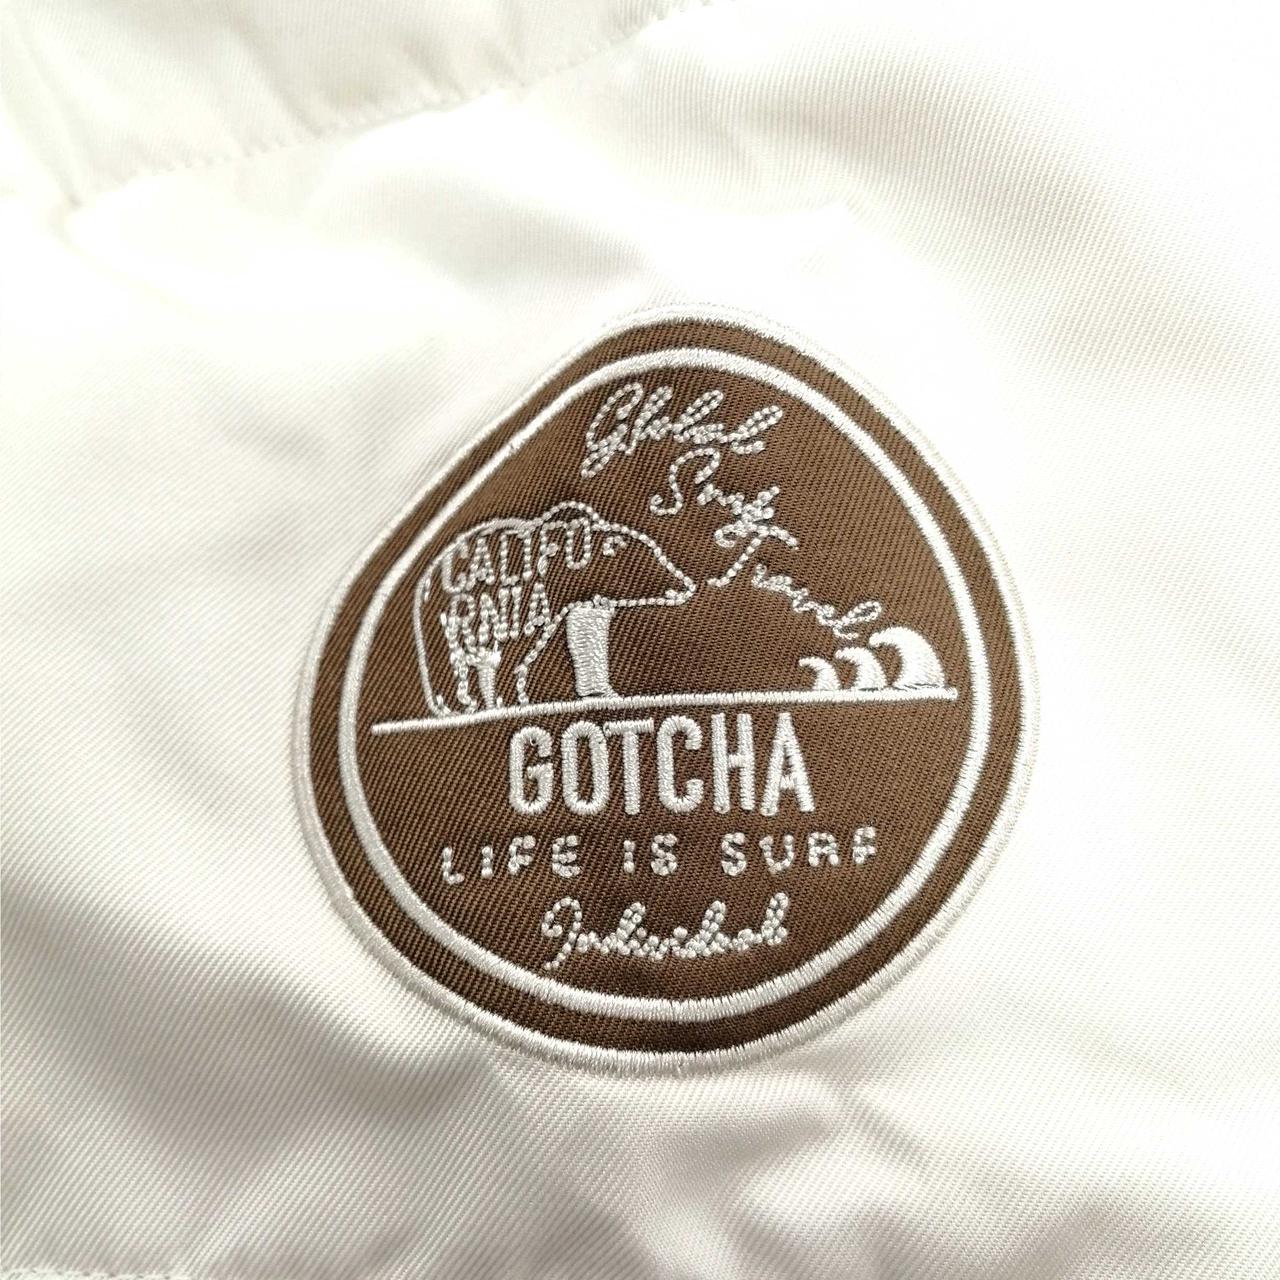 Global
Surf
Travel
CALIFO
RNIA
GOTCHA
LIFE IS SURF
Individual